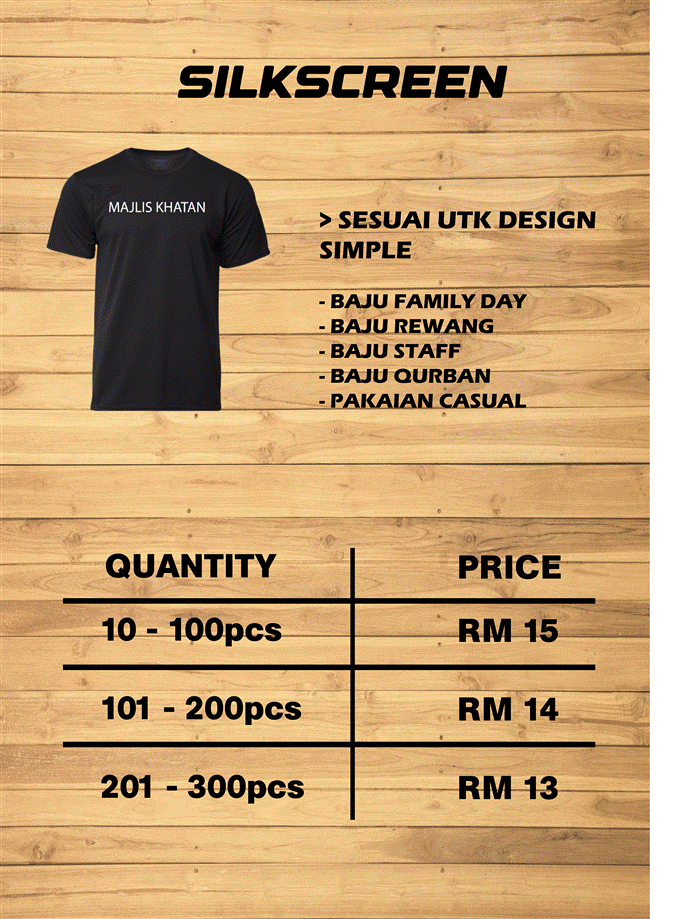 SILKSCREEN
MAJLIS KHATAN
> SESUAI UTK DESIGN
SIMPLE
- BAJU FAMILY DAY
- BAJU REWANG
- BAJU STAFF
- BAJU QURBAN
- PAKAIAN CASUAL
QUANTITY PRICE
10 - 100pcs RM 15
101 - 200pcs RM 14
201 - 300pcs RM 13